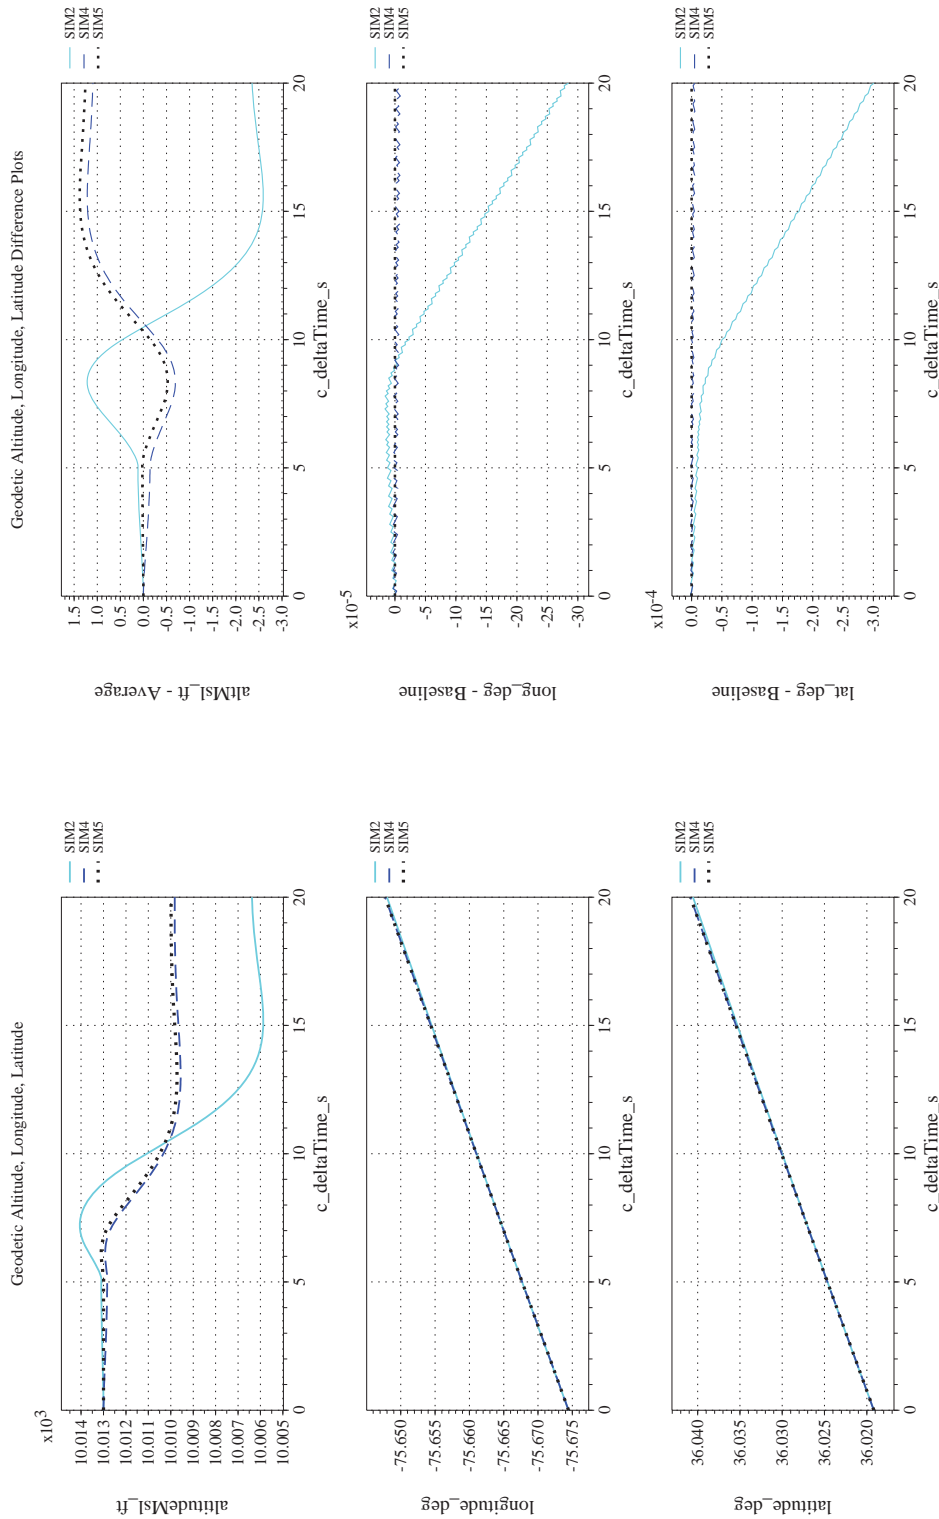 Geodetic Altitude, Longitude, Latitude
x10³
altitudeMsl_ft
10.014
10.013
10.012
10.011
10.010
10.009
10.008
10.007
10.006
10.005
0 5 10 15 20
c_deltaTime_s
SIM2
SIM4
SIM5
longitude_deg
-75.650
-75.655
-75.660
-75.665
-75.670
-75.675
0 5 10 15 20
c_deltaTime_s
SIM2
SIM4
SIM5
latitude_deg
36.040
36.035
36.030
36.025
36.020
0 5 10 15 20
c_deltaTime_s
SIM2
SIM4
SIM5
Geodetic Altitude, Longitude, Latitude Difference Plots
altMsl_ft - Average
1.5
1.0
0.5
0.0
-0.5
-1.0
-1.5
-2.0
-2.5
-3.0
0 5 10 15 20
c_deltaTime_s
SIM2
SIM4
SIM5
x10⁻⁵
long_deg - Baseline
0
-5
-10
-15
-20
-25
-30
0 5 10 15 20
c_deltaTime_s
SIM2
SIM4
SIM5
x10⁻⁴
lat_deg - Baseline
0.0
-0.5
-1.0
-1.5
-2.0
-2.5
-3.0
0 5 10 15 20
c_deltaTime_s
SIM2
SIM4
SIM5